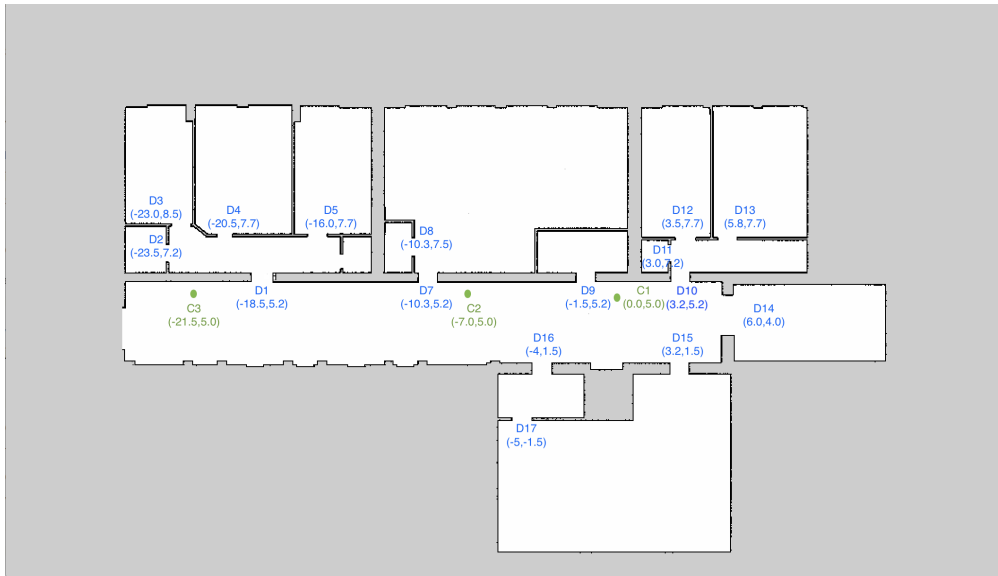 D3
(-23.0,8.5)
D4
(-20.5,7.7)
D5
(-16.0,7.7)
D12
(3.5,7.7)
D13
(5.8,7.7)
D2
(-23.5,7.2)
D8
(-10.3,7.5)
D11
(3.0,7.2)
D1
(-18.5,5.2)
D7
(-10.3,5.2)
D9
(-1.5,5.2)
C1
(0.0,5.0)
D10
(3.2,5.2)
C3
(-21.5,5.0)
C2
(-7.0,5.0)
D14
(6.0,4.0)
D16
(-4,1.5)
D15
(3.2,1.5)
D17
(-5,-1.5)